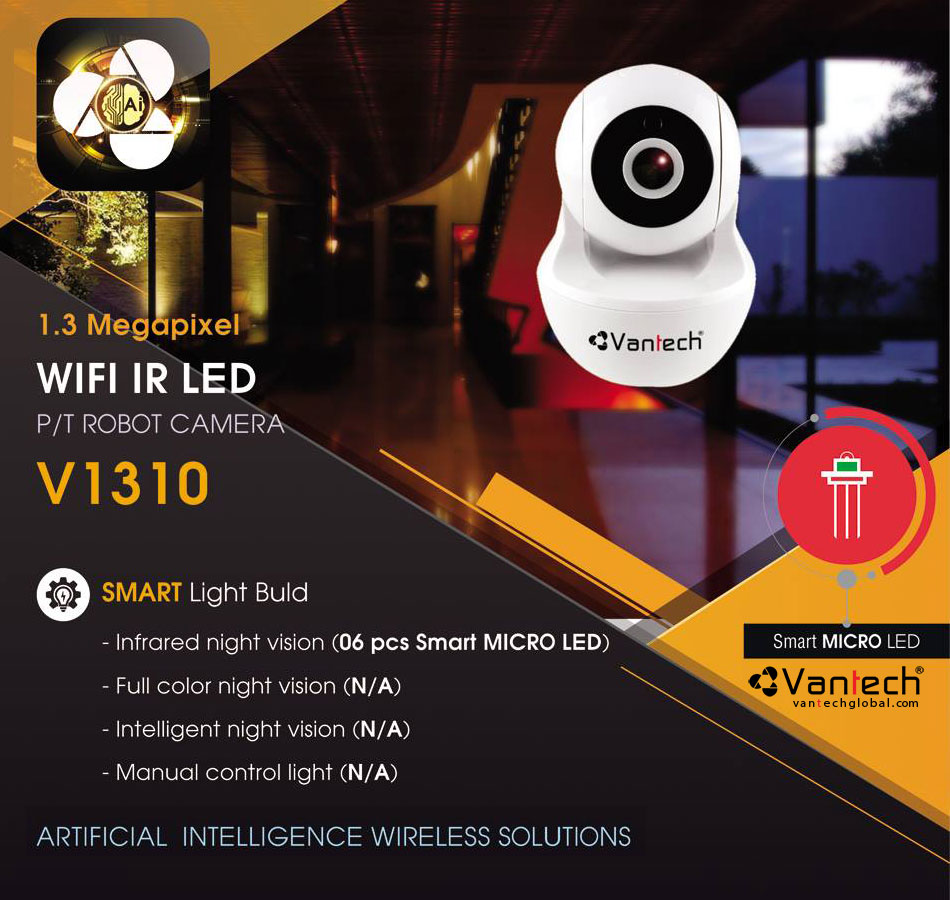 Ai
Vantech®
1.3 Megapixel
WIFI IR LED
P/T ROBOT CAMERA
V1310
SMART Light Buld
- Infrared night vision (06 pcs Smart MICRO LED)
- Full color night vision (N/A)
- Intelligent night vision (N/A)
- Manual control light (N/A)
Smart MICRO LED
Vantech®
vantechglobal.com
ARTIFICIAL INTELLIGENCE WIRELESS SOLUTIONS